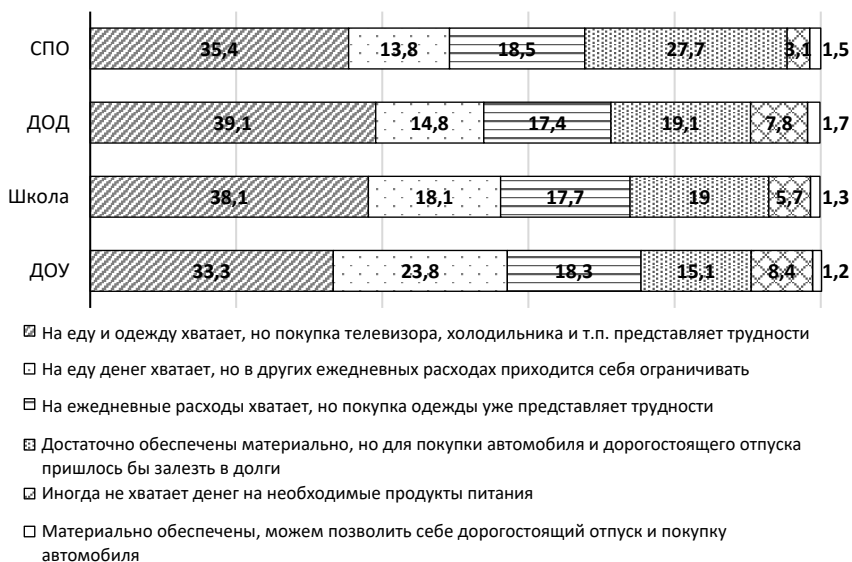 СПО 35,4 13,8 18,5 27,7 3,1 1,5
ДОД 39,1 14,8 17,4 19,1 7,8 1,7
Школа 38,1 18,1 17,7 19 5,7 1,3
ДОУ 33,3 23,8 18,3 15,1 8,4 1,2
На еду и одежду хватает, но покупка телевизора, холодильника и т.п. представляет трудности
На еду денег хватает, но в других ежедневных расходах приходится себя ограничивать
На ежедневные расходы хватает, но покупка одежды уже представляет трудности
Достаточно обеспечены материально, но для покупки автомобиля и дорогостоящего отпуска
пришлось бы залезть в долги
Иногда не хватает денег на необходимые продукты питания
Материально обеспечены, можем позволить себе дорогостоящий отпуск и покупку
автомобиля